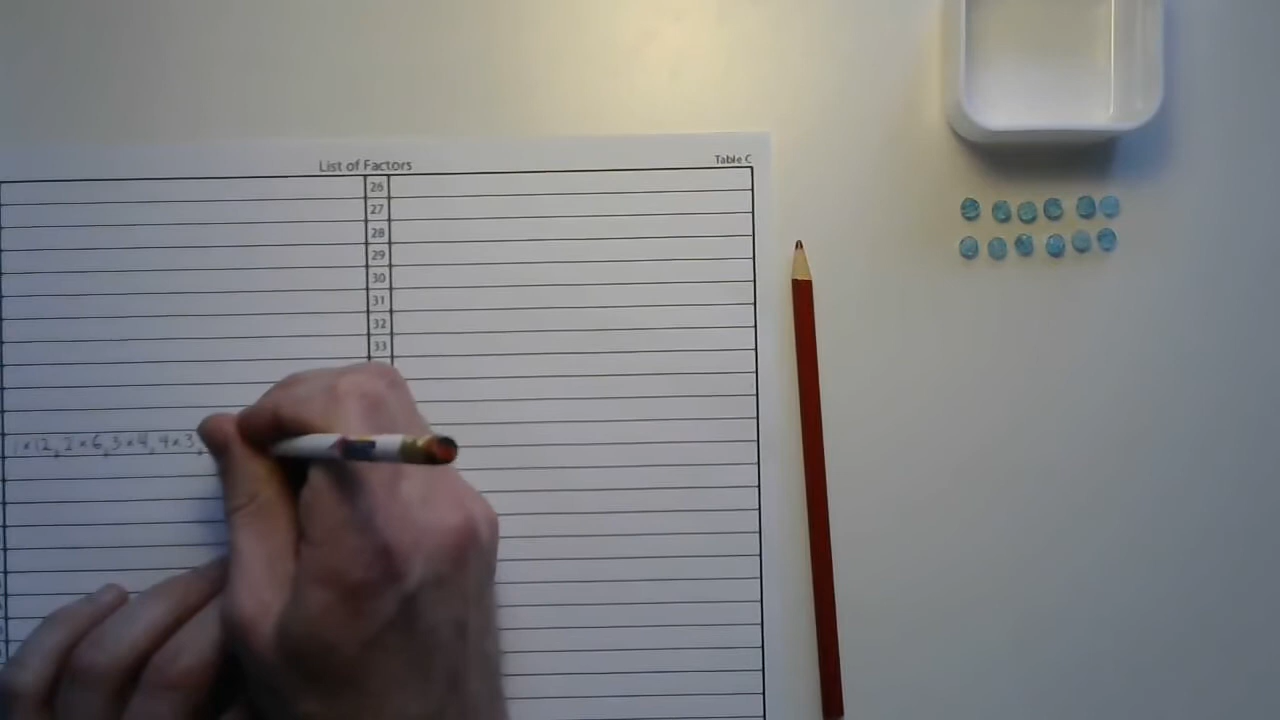 List of Factors
Table C
26
27
28
29
30
31
32
33
1 x 12, 2 x 6, 3 x 4, 4 x 3,